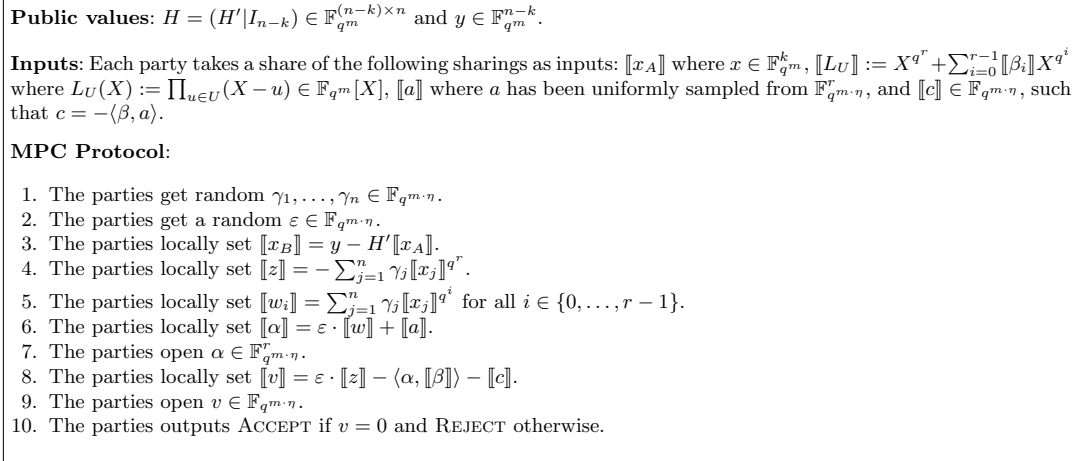 Public values: H = (H′|Iₙ₋ₖ) ∈ 𝔽_{q^m}^{(n−k)×n} and y ∈ 𝔽_{q^m}^{n−k}.
Inputs: Each party takes a share of the following sharings as inputs: ⟦x_A⟧ where x ∈ 𝔽_{q^m}^k, ⟦L_U⟧ := X^{q^r} + ∑_{i=0}^{r−1} ⟦β_i⟧X^{q^i}
where L_U(X) := ∏_{u∈U}(X − u) ∈ 𝔽_{q^m}[X], ⟦a⟧ where a has been uniformly sampled from 𝔽_{q^{m·η}}^r, and ⟦c⟧ ∈ 𝔽_{q^{m·η}}, such
that c = −⟨β, a⟩.
MPC Protocol:
1. The parties get random γ_1, . . . , γ_n ∈ 𝔽_{q^{m·η}}.
2. The parties get a random ε ∈ 𝔽_{q^{m·η}}.
3. The parties locally set ⟦x_B⟧ = y − H′⟦x_A⟧.
4. The parties locally set ⟦z⟧ = −∑_{j=1}^{n} γ_j⟦x_j⟧^{q^r}.
5. The parties locally set ⟦w_i⟧ = ∑_{j=1}^{n} γ_j⟦x_j⟧^{q^i} for all i ∈ {0, . . . , r − 1}.
6. The parties locally set ⟦α⟧ = ε · ⟦w⟧ + ⟦a⟧.
7. The parties open α ∈ 𝔽_{q^{m·η}}^r.
8. The parties locally set ⟦v⟧ = ε · ⟦z⟧ − ⟨α, ⟦β⟧⟩ − ⟦c⟧.
9. The parties open v ∈ 𝔽_{q^{m·η}}.
10. The parties outputs ACCEPT if v = 0 and REJECT otherwise.